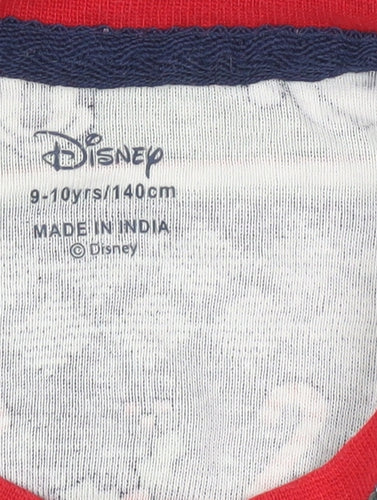 Disney
9-10yrs/140cm
MADE IN INDIA
© Disney